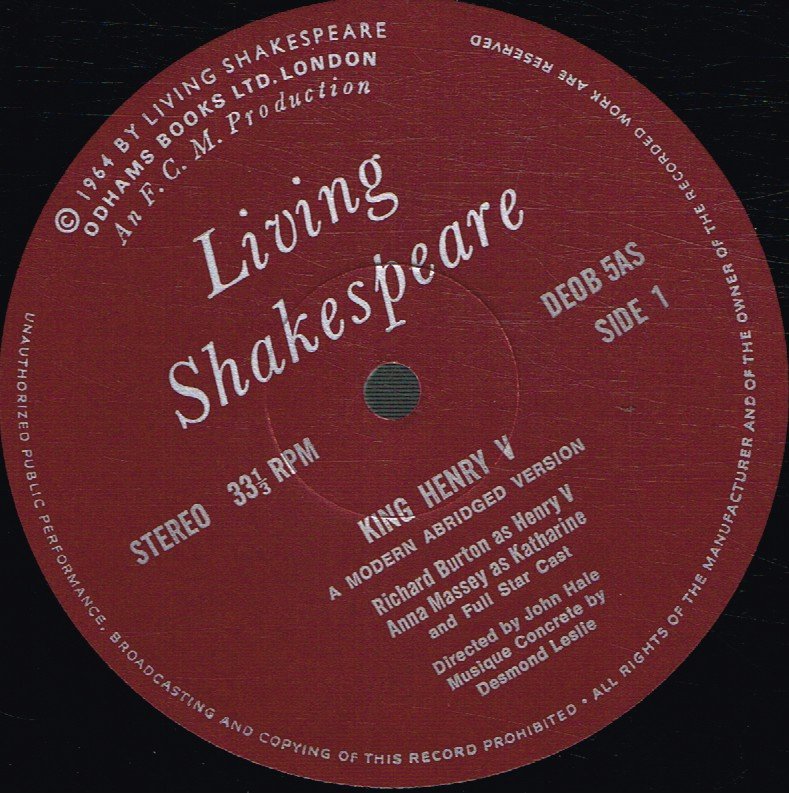 © 1964 BY LIVING SHAKESPEARE
ODHAMS BOOKS LTD. LONDON
An F. C. M. Production
Living
Shakespeare
DEOB 5AS
SIDE 1
STEREO 33⅓ RPM
KING HENRY V
A MODERN ABRIDGED VERSION
Richard Burton as Henry V
Anna Massey as Katharine
and Full Star Cast
Directed by John Hale
Musique Concrete by
Desmond Leslie
UNAUTHORIZED PUBLIC PERFORMANCE, BROADCASTING AND COPYING OF THIS RECORD PROHIBITED • ALL RIGHTS OF THE MANUFACTURER AND OF THE OWNER OF THE RECORDED WORK ARE RESERVED